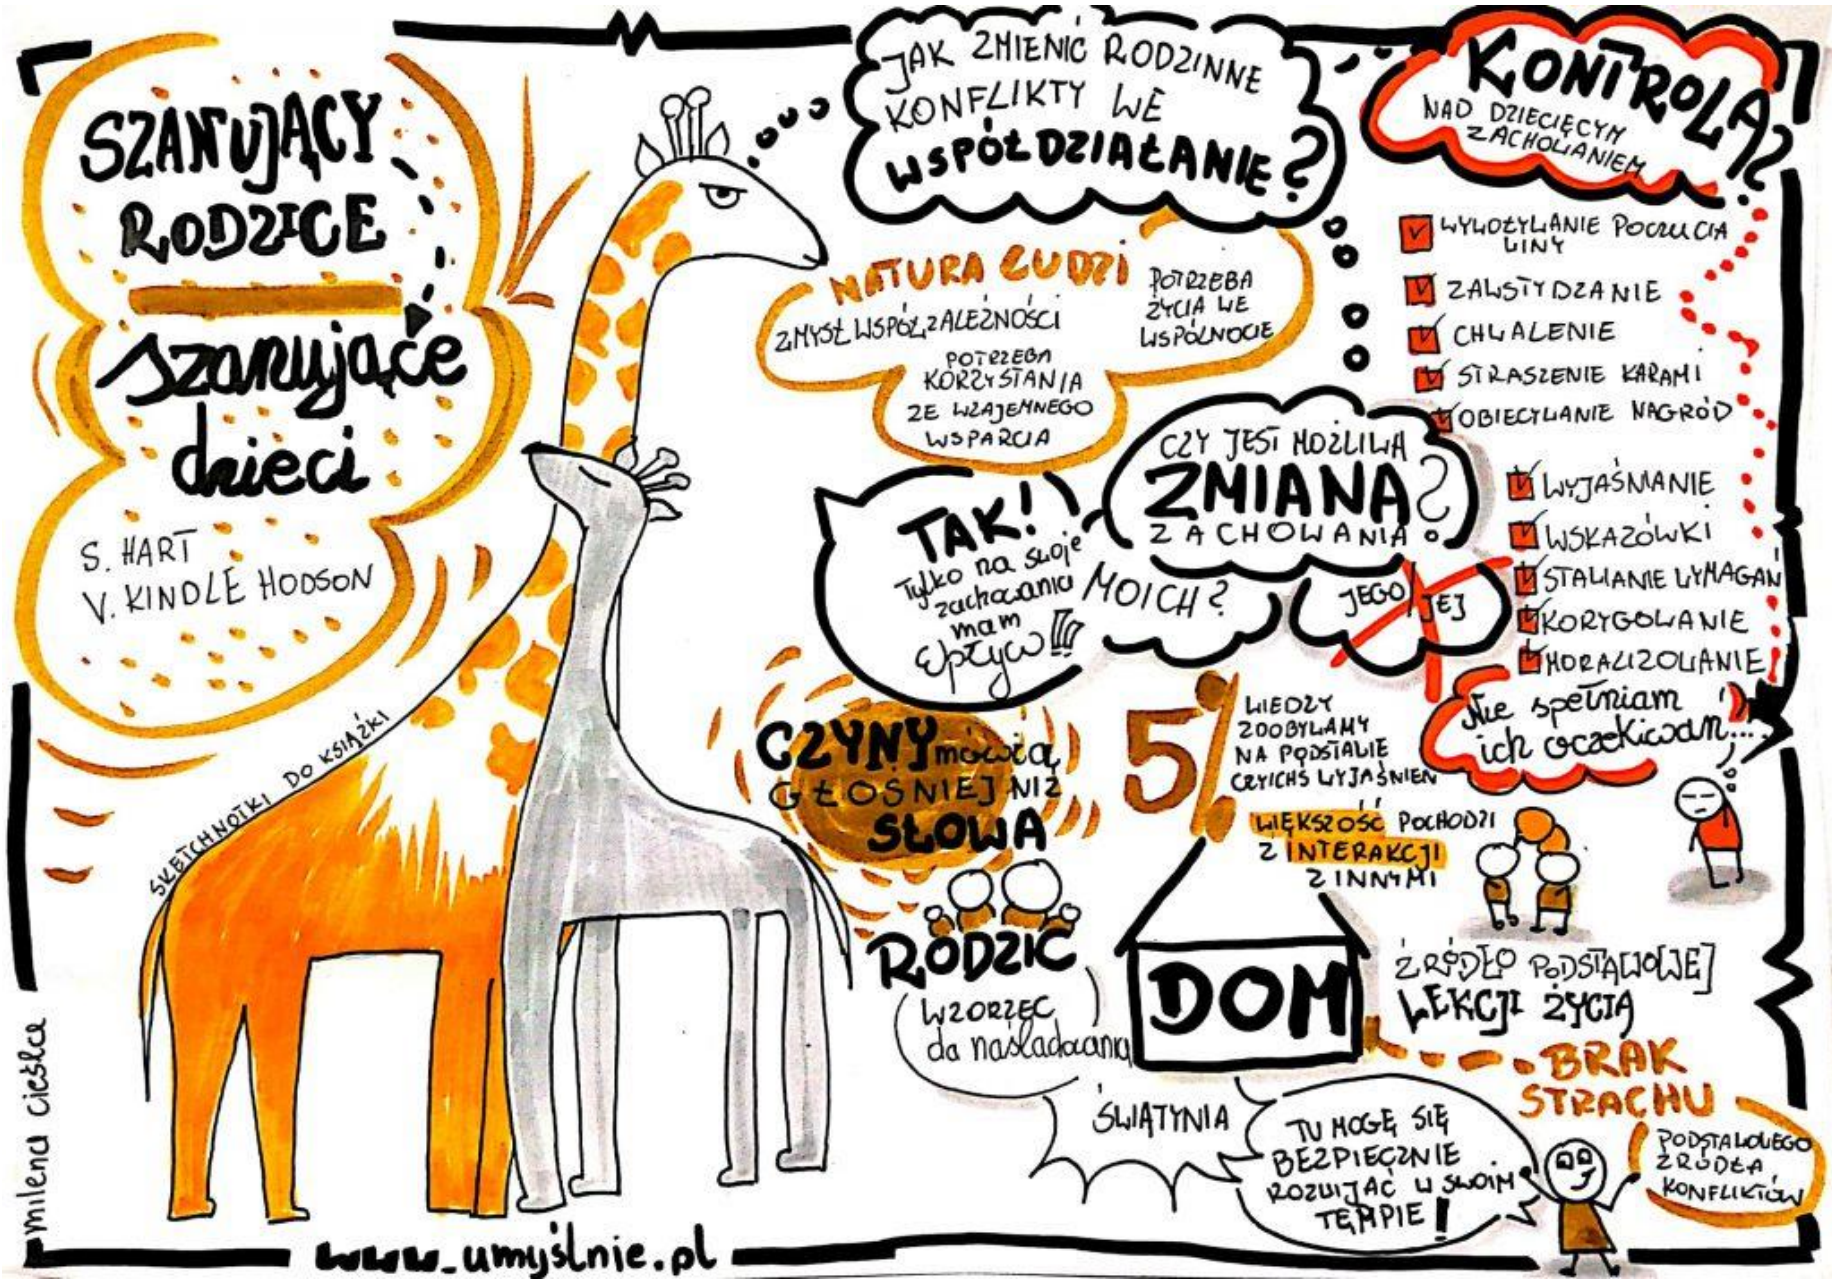 SZANUJĄCY
RODZICE
szanujące
dzieci
S. HART
V. KINDLE HODSON
SKETCHNOTKI DO KSIĄŻKI
milena cieśla
www.umyślnie.pl
JAK ZMIENIĆ RODZINNE
KONFLIKTY WE
WSPÓŁDZIAŁANIE?
NATURA LUDZI
ZMYSŁ WSPÓŁZALEŻNOŚCI
POTRZEBA
ŻYCIA WE
WSPÓLNOCIE
POTRZEBA
KORZYSTANIA
ZE WZAJEMNEGO
WSPARCIA
KONTROLA?
NAD DZIECIĘCYM
ZACHOWANIEM
WYWOŁYWANIE POCZUCIA
WINY
ZAWSTYDZANIE
CHWALENIE
STRASZENIE KARAMI
OBIECYWANIE NAGRÓD
WYJAŚNIANIE
WSKAZÓWKI
STAWIANIE WYMAGAŃ
KORYGOWANIE
MORALIZOWANIE
Nie spełniam
ich oczekiwań!...
CZY JEST MOŻLIWA
ZMIANA
ZACHOWANIA?
MOICH?
JEGO/JEJ
TAK!
Tylko na swoje
zachowania
mam
wpływ!!!
CZYNY mówią
GŁOŚNIEJ NIŻ
SŁOWA
5%
WIEDZY
ZDOBYWAMY
NA PODSTAWIE
CZYICHŚ WYJAŚNIEŃ
WIĘKSZOŚĆ POCHODZI
Z INTERAKCJI
Z INNYMI
RODZIC
WZORZEC
do naśladowania
DOM
ŹRÓDŁO PODSTAWOWEJ
LEKCJI ŻYCIA
ŚWIĄTYNIA
TU MOGĘ SIĘ
BEZPIECZNIE
ROZWIJAĆ W SWOIM
TEMPIE!
BRAK
STRACHU
PODSTAWOWEGO
ŹRÓDŁA
KONFLIKTÓW